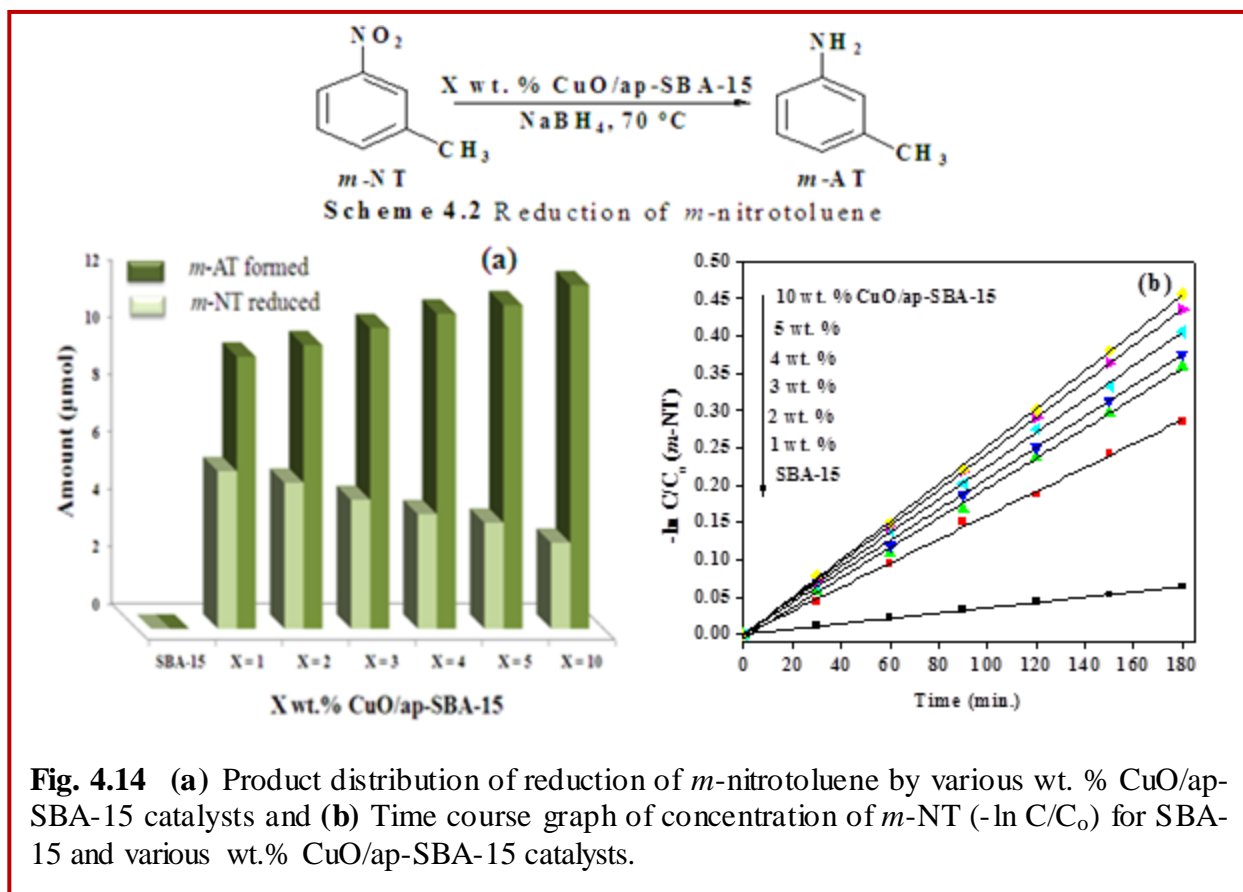 NO₂
NH₂
X wt. % CuO/ap-SBA-15
NaBH₄, 70 °C
CH₃
CH₃
m-NT
m-AT
Scheme 4.2 Reduction of m-nitrotoluene
(a)
m-AT formed
m-NT reduced
Amount (µmol)
12
10
8
6
4
2
0
SBA-15 X = 1 X = 2 X = 3 X = 4 X = 5 X = 10
X wt.% CuO/ap-SBA-15
(b)
10 wt. % CuO/ap-SBA-15
5 wt. %
4 wt. %
3 wt. %
2 wt. %
1 wt. %
SBA-15
-ln C/Cₒ (m-NT)
0.50
0.45
0.40
0.35
0.30
0.25
0.20
0.15
0.10
0.05
0.00
0 20 40 60 80 100 120 140 160 180
Time (min.)
Fig. 4.14 (a) Product distribution of reduction of m-nitrotoluene by various wt. % CuO/ap-
SBA-15 catalysts and (b) Time course graph of concentration of m-NT (-ln C/Cₒ) for SBA-
15 and various wt.% CuO/ap-SBA-15 catalysts.